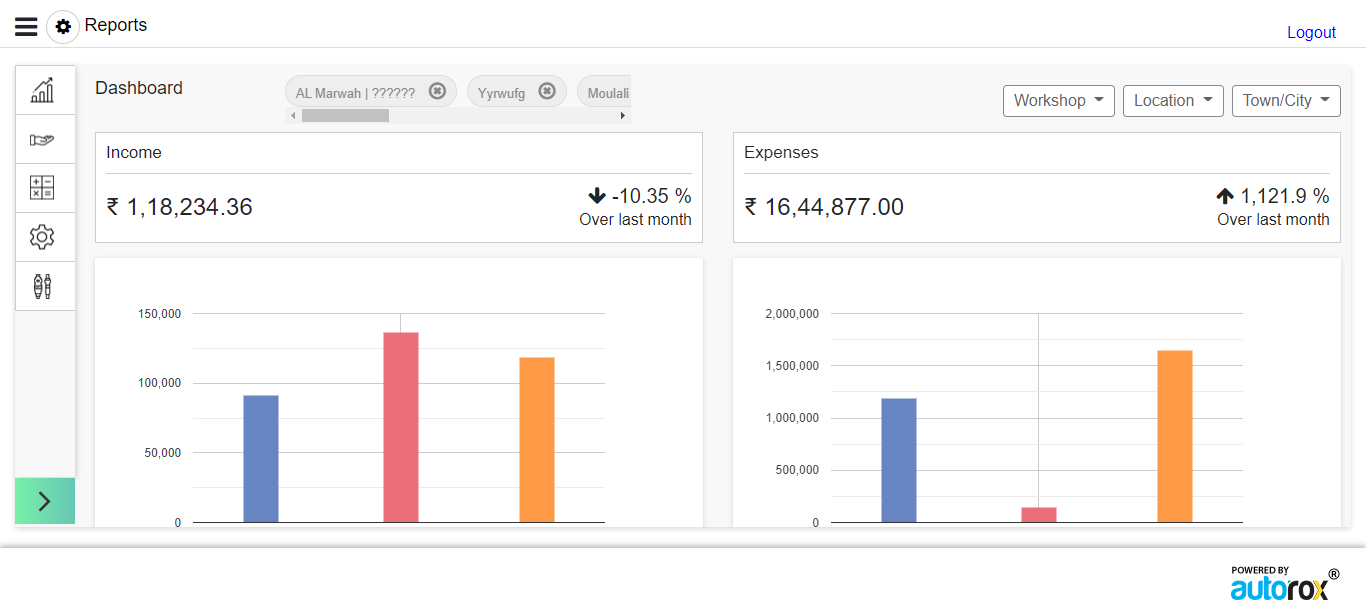 Reports
Logout
Dashboard
AL Marwah | ??????
Yyrwufg
Moulali
Workshop
Location
Town/City
Income
₹ 1,18,234.36
-10.35 %
Over last month
Expenses
₹ 16,44,877.00
1,121.9 %
Over last month
150,000
100,000
50,000
0
2,000,000
1,500,000
1,000,000
500,000
0
POWERED BY
autorox®